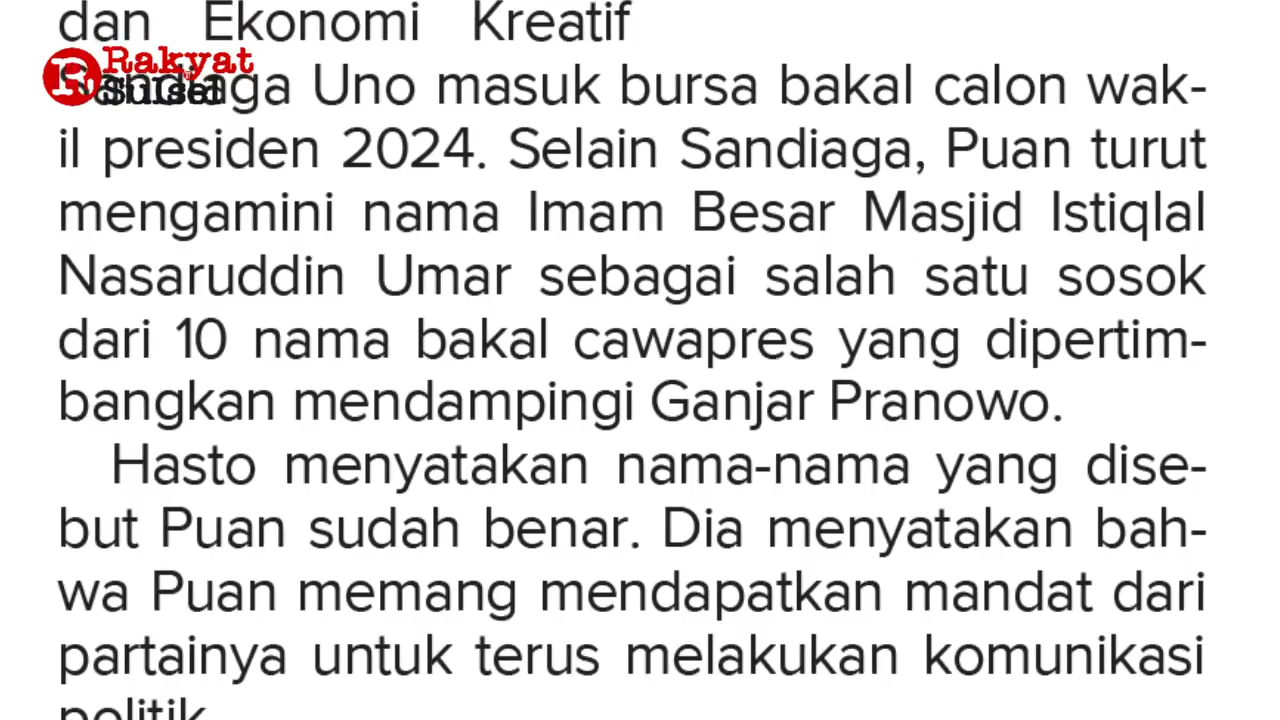 dan Ekonomi Kreatif
Rakyat
Sulsel
Sandiaga Uno masuk bursa bakal calon wak-
il presiden 2024. Selain Sandiaga, Puan turut
mengamini nama Imam Besar Masjid Istiqlal
Nasaruddin Umar sebagai salah satu sosok
dari 10 nama bakal cawapres yang dipertim-
bangkan mendampingi Ganjar Pranowo.
Hasto menyatakan nama-nama yang dise-
but Puan sudah benar. Dia menyatakan bah-
wa Puan memang mendapatkan mandat dari
partainya untuk terus melakukan komunikasi
politik